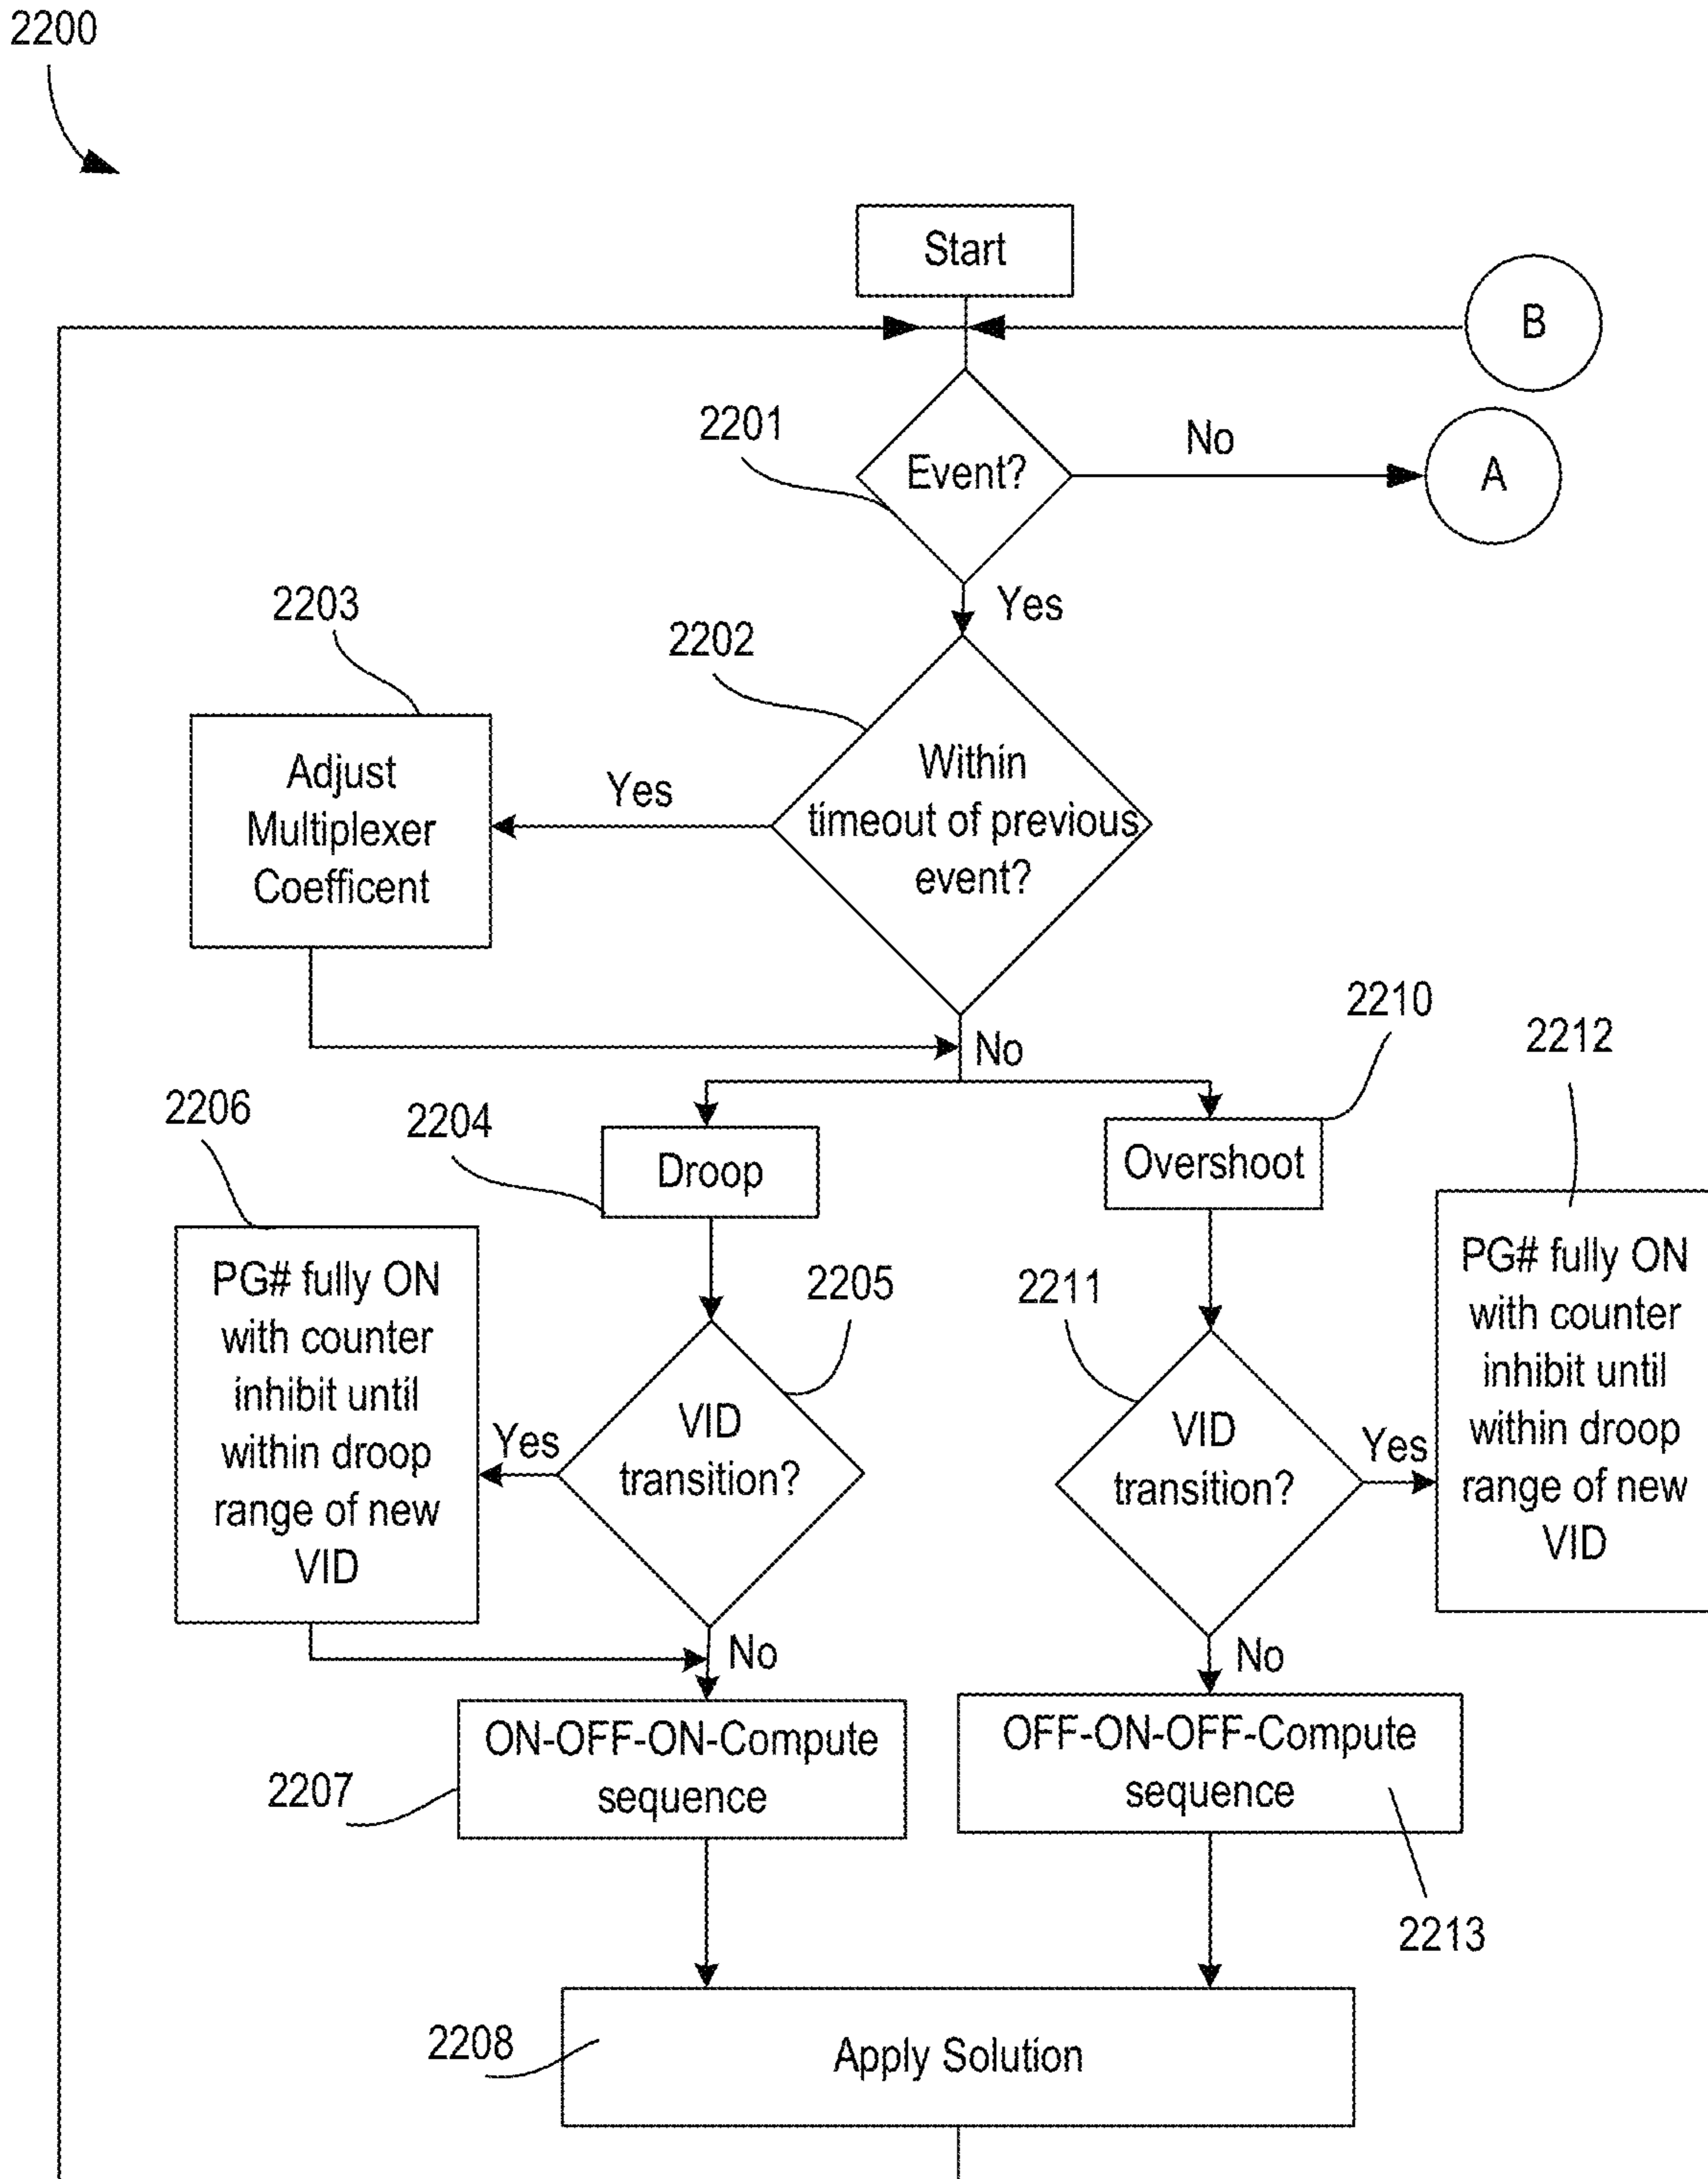 2200
Start
B
2201
Event?
No
A
Yes
2203
2202
Adjust
Multiplexer
Coefficent
Yes
Within
timeout of previous
event?
No
2210
2212
2206
2204
Droop
Overshoot
PG# fully ON
with counter
inhibit until
within droop
range of new
VID
2205
2211
PG# fully ON
with counter
inhibit until
within droop
range of new
VID
Yes
VID
transition?
VID
transition?
Yes
No
No
ON-OFF-ON-Compute
sequence
OFF-ON-OFF-Compute
sequence
2207
2213
2208
Apply Solution